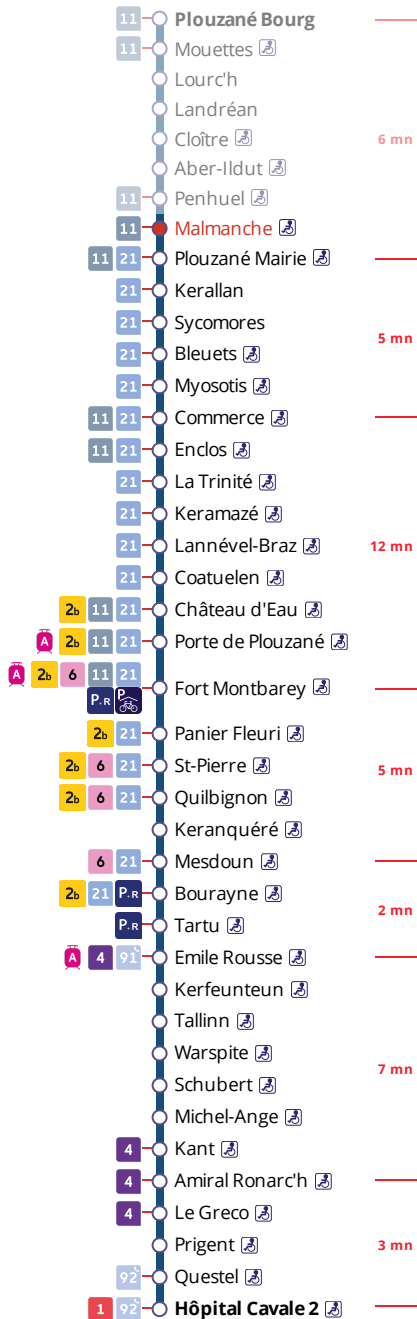 11 Plouzané Bourg
11 Mouettes
Lourc'h
Landréan
Cloître
6 mn
Aber-Ildut
11 Penhuel
11 Malmanche
11 21 Plouzané Mairie
21 Kerallan
21 Sycomores
5 mn
21 Bleuets
21 Myosotis
11 21 Commerce
11 21 Enclos
21 La Trinité
21 Keramazé
21 Lannével-Braz
12 mn
21 Coatuelen
2b 11 21 Château d'Eau
A 2b 11 21 Porte de Plouzané
A 2b 6 11 21
P.R P Fort Montbarey
2b 21 Panier Fleuri
2b 6 21 St-Pierre
5 mn
2b 6 21 Quilbignon
Keranquéré
6 21 Mesdoun
2b 21 P.R Bourayne
2 mn
P.R Tartu
A 4 91 Emile Rousse
Kerfeunteun
Tallinn
Warspite
7 mn
Schubert
Michel-Ange
4 Kant
4 Amiral Ronarc'h
4 Le Greco
Prigent
3 mn
92 Questel
1 92 Hôpital Cavale 2